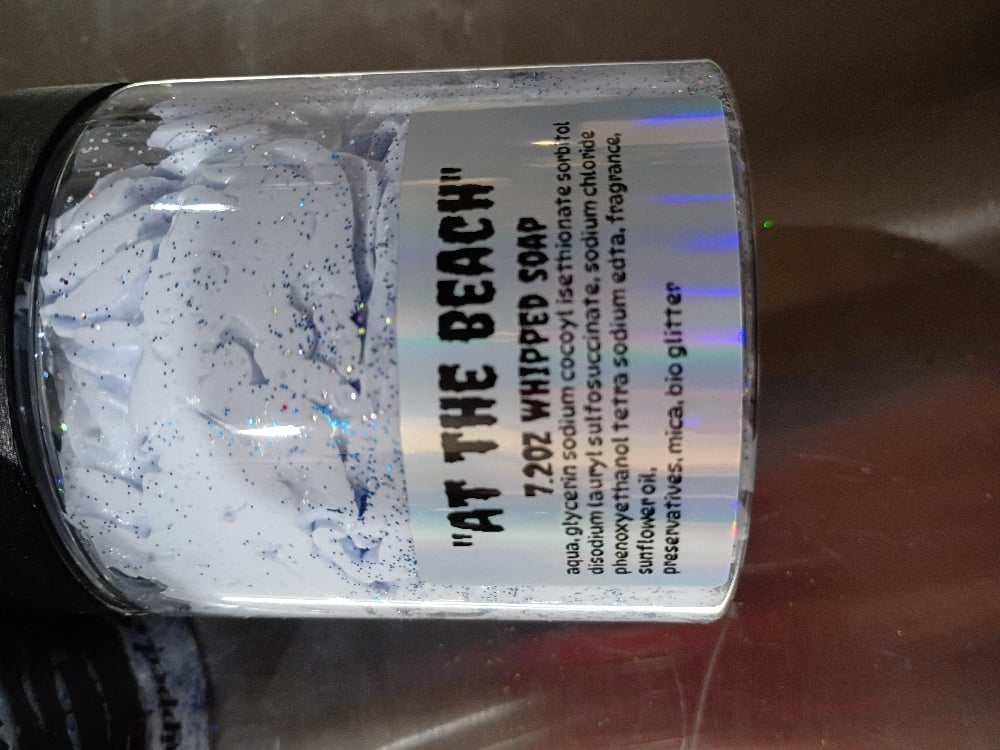 "AT THE BEACH"
7.2OZ WHIPPED SOAP
aqua, glycerin sodium cocoyl isethionate sorbitol
disodium lauryl sulfosuccinate, sodium chloride
phenoxyethanol tetra sodium edta, fragrance,
sunflower oil,
preservatives, mica, bio glitter